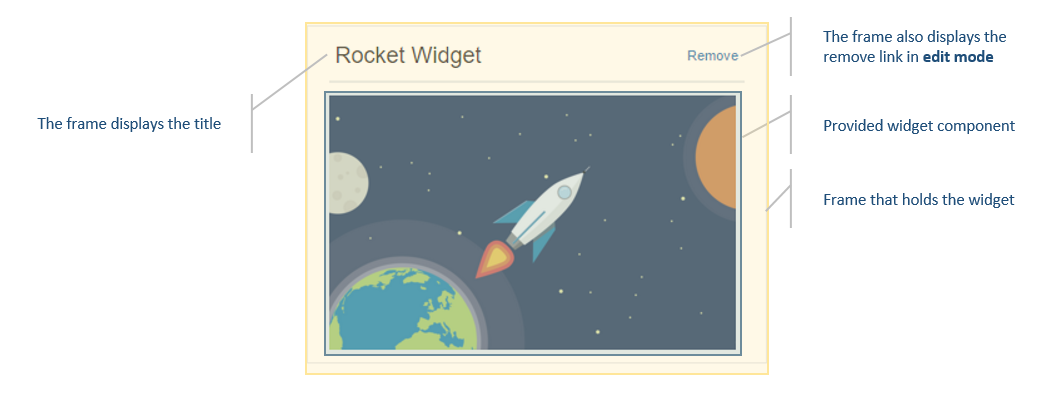 Rocket Widget
Remove
The frame displays the title
The frame also displays the
remove link in edit mode
Provided widget component
Frame that holds the widget